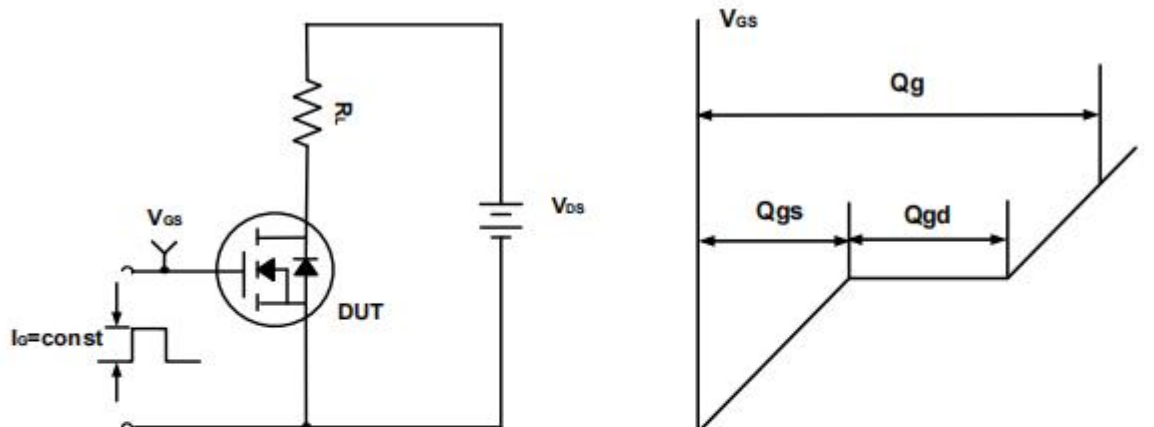 RL
VGS
VDS
DUT
IG=const
VGS
Qg
Qgs
Qgd